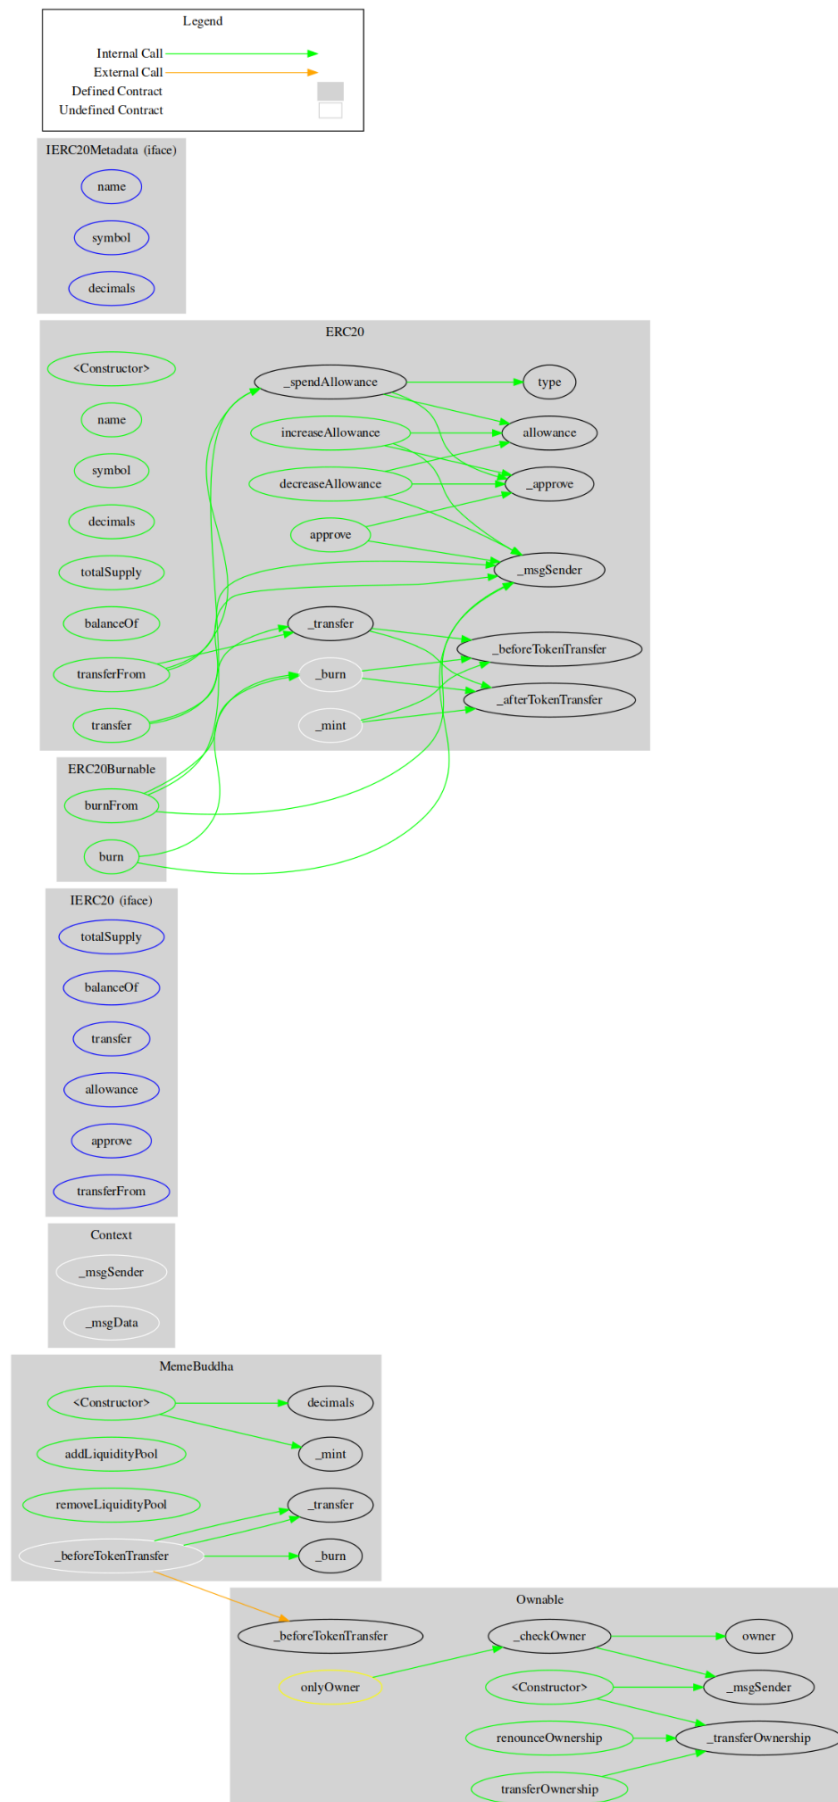 Legend
Internal Call
External Call
Defined Contract
Undefined Contract
IERC20Metadata (iface)
name
symbol
decimals
ERC20
<Constructor>
name
symbol
decimals
totalSupply
balanceOf
transferFrom
transfer
_spendAllowance
increaseAllowance
decreaseAllowance
approve
_transfer
_burn
_mint
type
allowance
_approve
_msgSender
_beforeTokenTransfer
_afterTokenTransfer
ERC20Burnable
burnFrom
burn
IERC20 (iface)
totalSupply
balanceOf
transfer
allowance
approve
transferFrom
Context
_msgSender
_msgData
MemeBuddha
<Constructor>
addLiquidityPool
removeLiquidityPool
_beforeTokenTransfer
decimals
_mint
_transfer
_burn
Ownable
_beforeTokenTransfer
onlyOwner
_checkOwner
<Constructor>
renounceOwnership
transferOwnership
owner
_msgSender
_transferOwnership